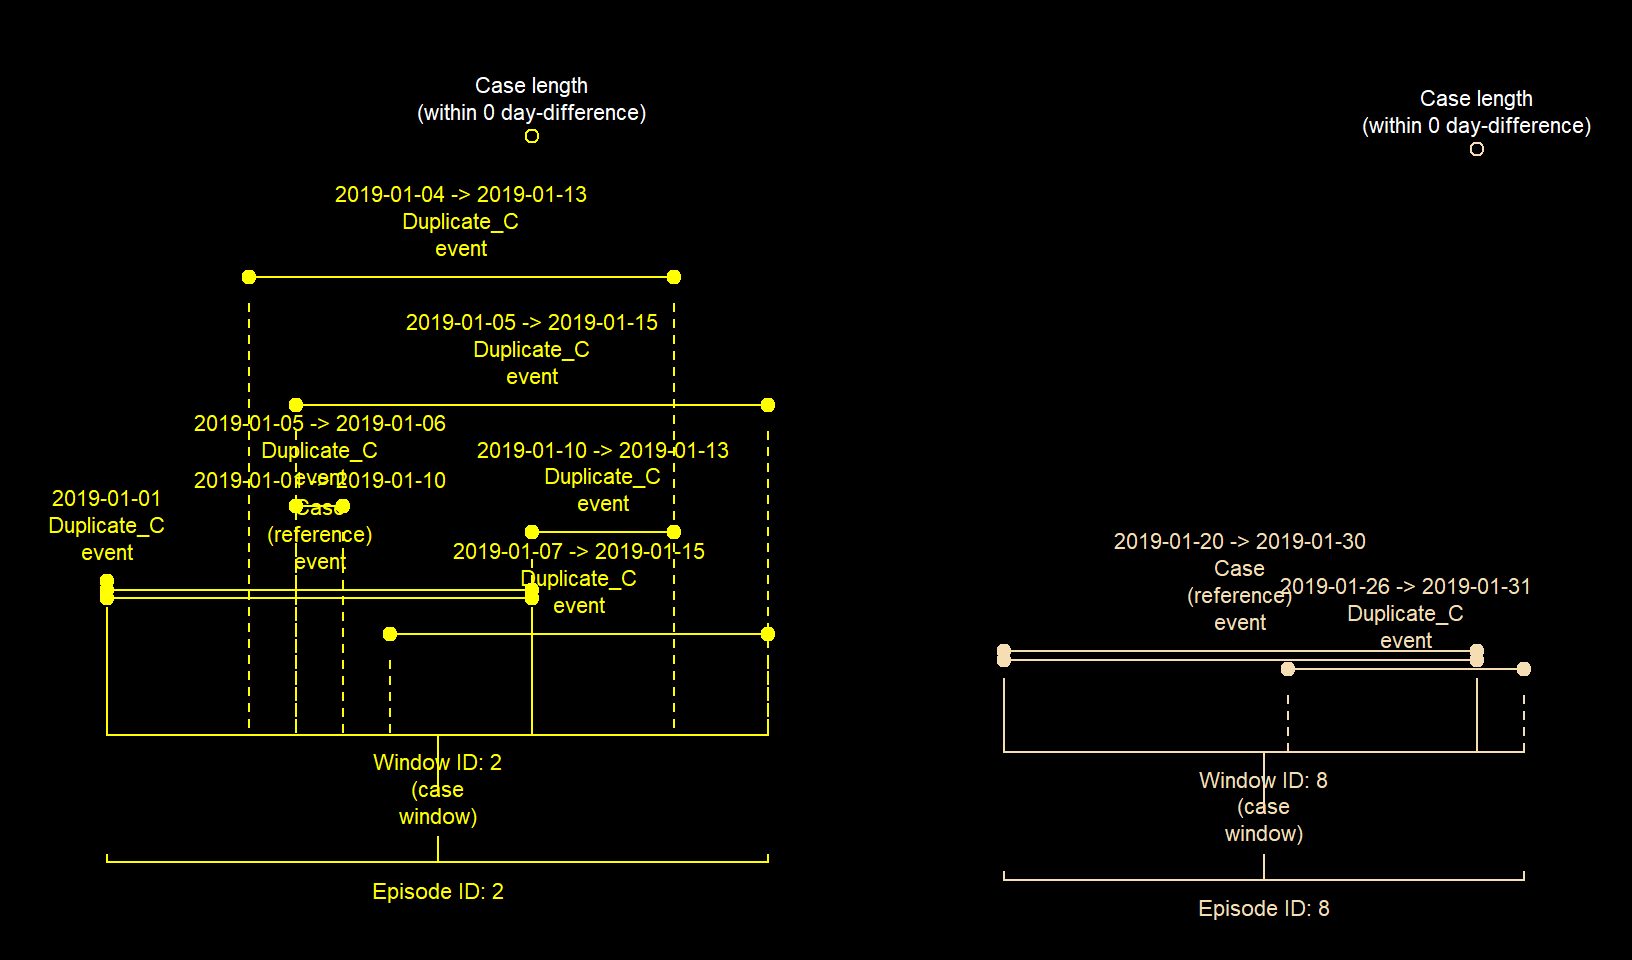 Case length
(within 0 day-difference)
Case length
(within 0 day-difference)
2019-01-04 -> 2019-01-13
Duplicate_C
event
2019-01-05 -> 2019-01-15
Duplicate_C
event
2019-01-05 -> 2019-01-06
Duplicate_C
event
2019-01-10 -> 2019-01-13
Duplicate_C
event
2019-01-01 -> 2019-01-10
Case
(reference)
event
2019-01-01
Duplicate_C
event
2019-01-07 -> 2019-01-15
Duplicate_C
event
2019-01-20 -> 2019-01-30
Case
(reference)
event
2019-01-26 -> 2019-01-31
Duplicate_C
event
Window ID: 2
(case
window)
Episode ID: 2
Window ID: 8
(case
window)
Episode ID: 8